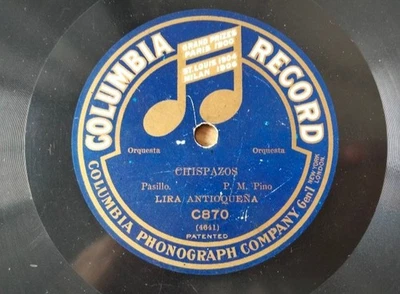 COLUMBIA RECORD
GRAND PRIZES
PARIS 1900
ST. LOUIS 1904
MILAN 1906
Orquesta Orquesta
CHISPAZOS
Pasillo. P. M. Pino
LIRA ANTIOQUEÑA
C870
(4641)
PATENTED
COLUMBIA PHONOGRAPH COMPANY Gen'l
NEW YORK
LONDON